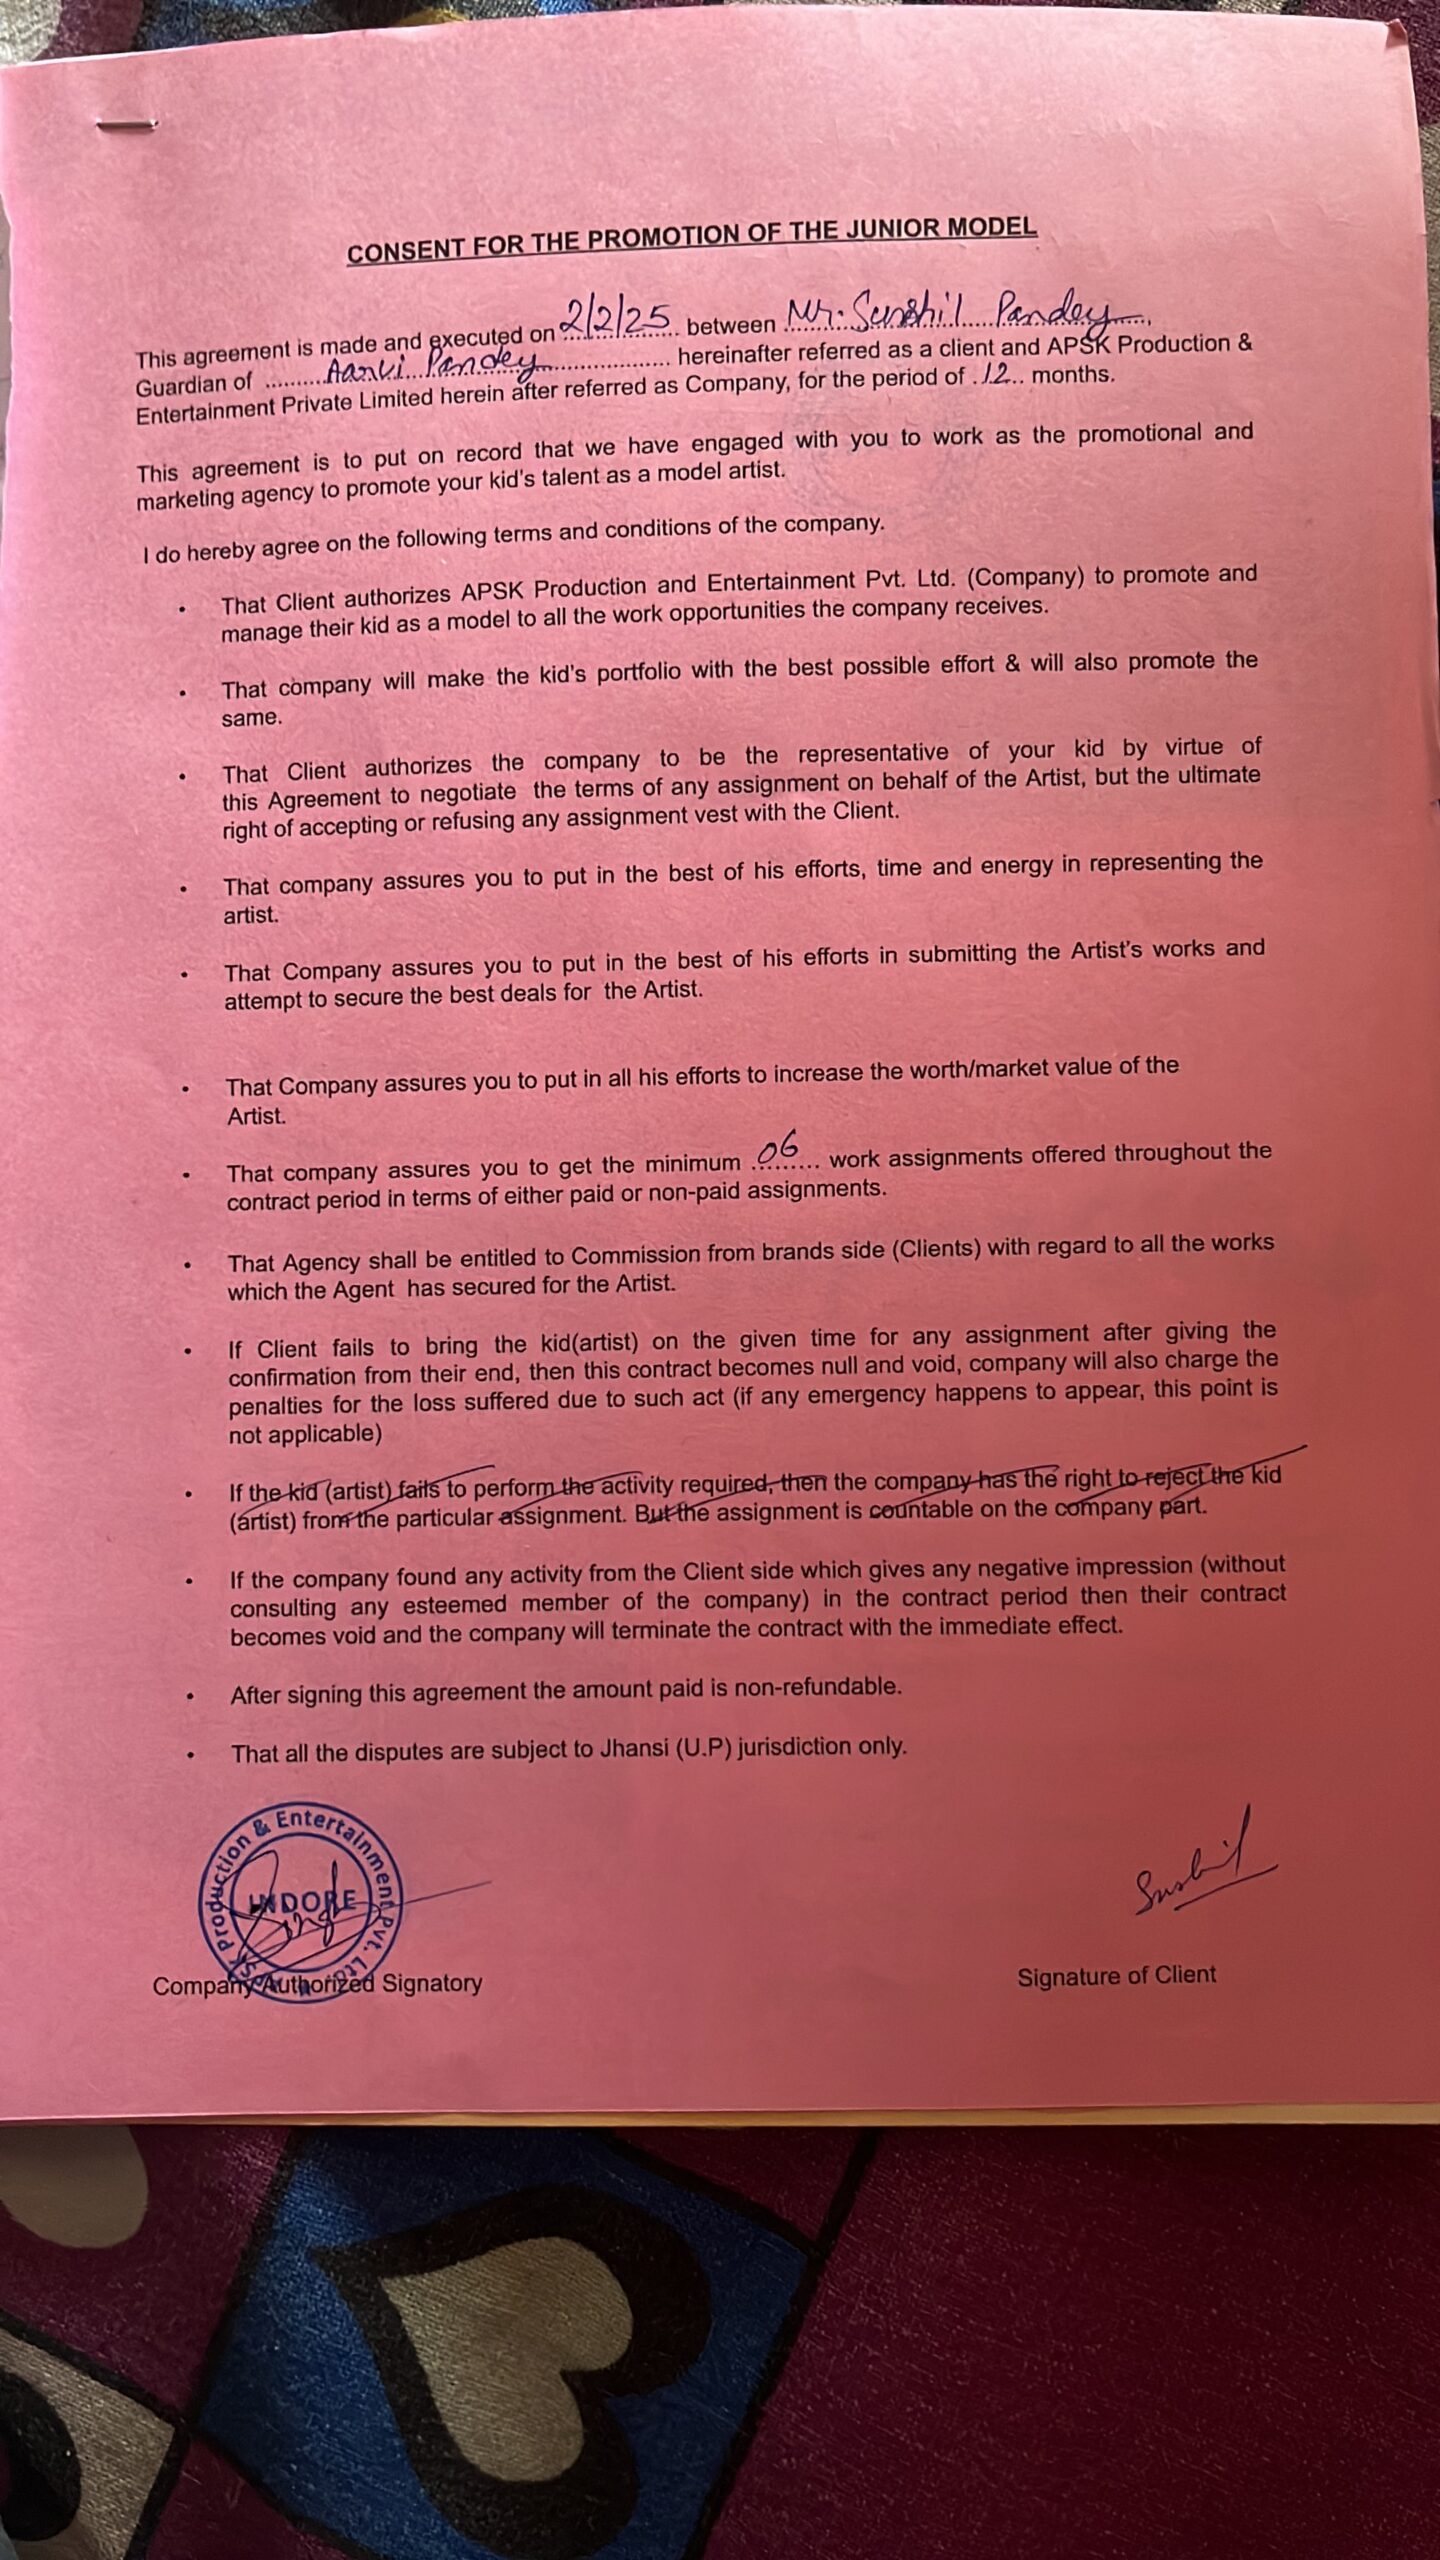 CONSENT FOR THE PROMOTION OF THE JUNIOR MODEL
This agreement is made and executed on 2/2/25 between Mr. Sushil Pandey,
Guardian of ..........Aanvi Pandey.................... hereinafter referred as a client and APSK Production &
Entertainment Private Limited herein after referred as Company, for the period of .12.. months.
This agreement is to put on record that we have engaged with you to work as the promotional and
marketing agency to promote your kid's talent as a model artist.
I do hereby agree on the following terms and conditions of the company.
• That Client authorizes APSK Production and Entertainment Pvt. Ltd. (Company) to promote and
manage their kid as a model to all the work opportunities the company receives.
• That company will make the kid's portfolio with the best possible effort & will also promote the
same.
• That Client authorizes the company to be the representative of your kid by virtue of
this Agreement to negotiate the terms of any assignment on behalf of the Artist, but the ultimate
right of accepting or refusing any assignment vest with the Client.
• That company assures you to put in the best of his efforts, time and energy in representing the
artist.
• That Company assures you to put in the best of his efforts in submitting the Artist's works and
attempt to secure the best deals for the Artist.
• That Company assures you to put in all his efforts to increase the worth/market value of the
Artist.
• That company assures you to get the minimum 06 work assignments offered throughout the
contract period in terms of either paid or non-paid assignments.
• That Agency shall be entitled to Commission from brands side (Clients) with regard to all the works
which the Agent has secured for the Artist.
• If Client fails to bring the kid(artist) on the given time for any assignment after giving the
confirmation from their end, then this contract becomes null and void, company will also charge the
penalties for the loss suffered due to such act (if any emergency happens to appear, this point is
not applicable)
• If the kid (artist) fails to perform the activity required, then the company has the right to reject the kid
(artist) from the particular assignment. But the assignment is countable on the company part.
• If the company found any activity from the Client side which gives any negative impression (without
consulting any esteemed member of the company) in the contract period then their contract
becomes void and the company will terminate the contract with the immediate effect.
• After signing this agreement the amount paid is non-refundable.
• That all the disputes are subject to Jhansi (U.P) jurisdiction only.
SK Production & Entertainment Pvt. Ltd.
INDORE
Sushil
Company Authorized Signatory
Signature of Client